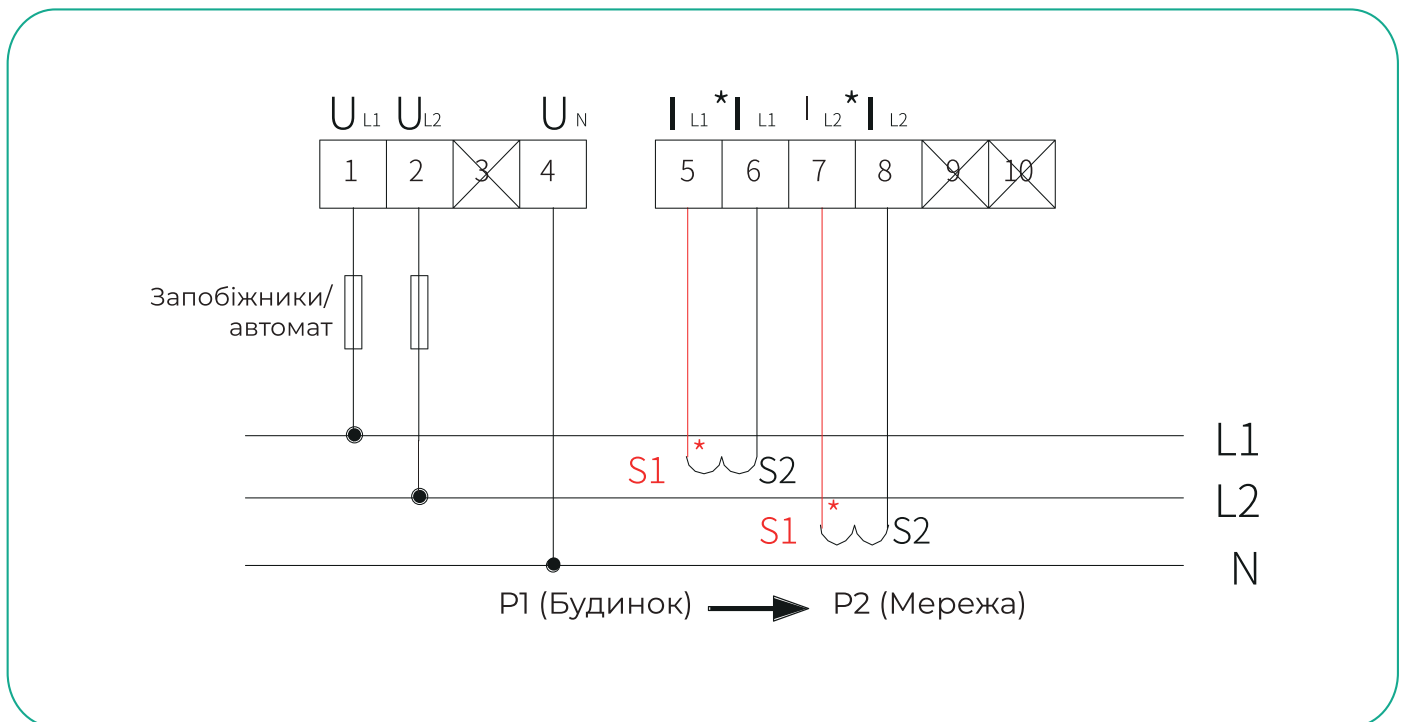 U L1 U L2 U N I L1 * I L1 I L2 * I L2
1 2 3 4 5 6 7 8 9 10
Запобіжники/
автомат
L1
* S1 S2
L2
* S1 S2
N
P1 (Будинок) P2 (Мережа)